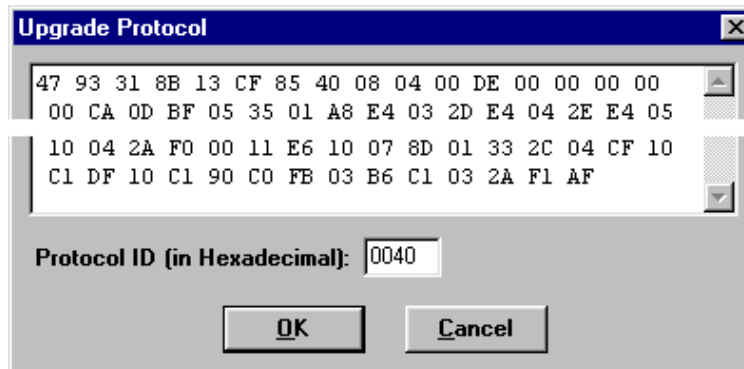 Upgrade Protocol
47 93 31 8B 13 CF 85 40 08 04 00 DE 00 00 00 00
00 CA 0D BF 05 35 01 A8 E4 03 2D E4 04 2E E4 05
10 04 2A F0 00 11 E6 10 07 8D 01 33 2C 04 CF 10
C1 DF 10 C1 90 C0 FB 03 B6 C1 03 2A F1 AF
Protocol ID (in Hexadecimal): 0040
OK Cancel